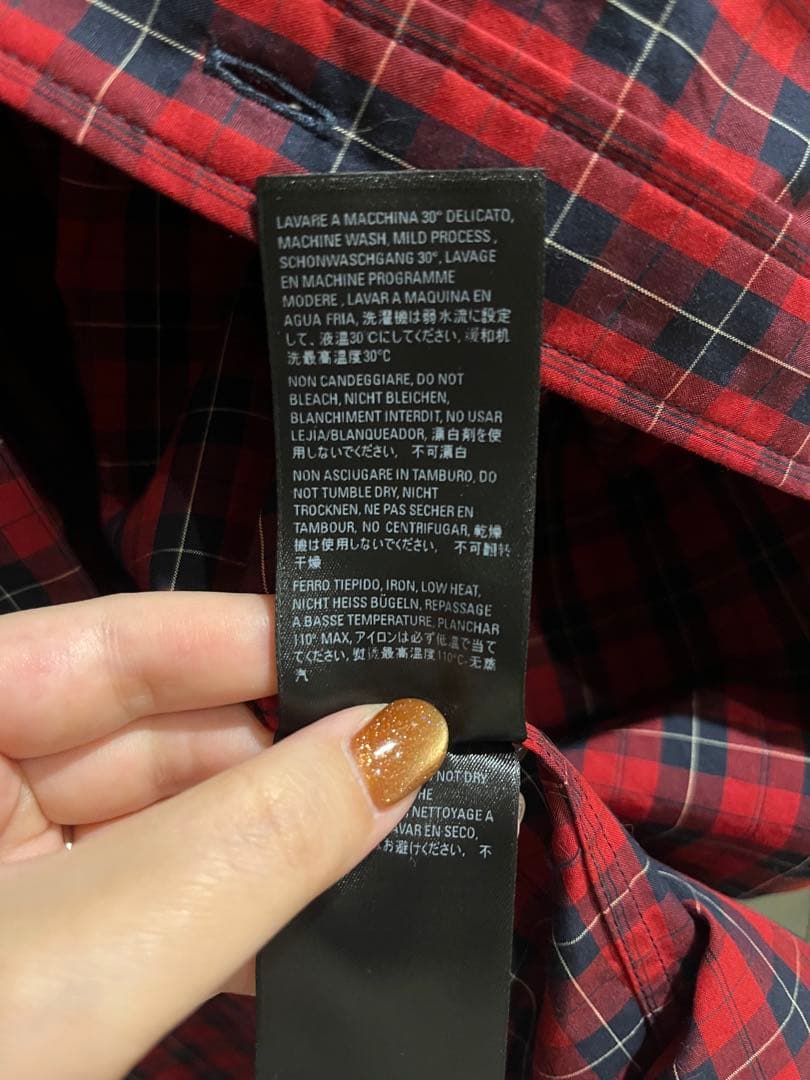 LAVARE A MACCHINA 30° DELICATO,
MACHINE WASH, MILD PROCESS ,
SCHONWASCHGANG 30°, LAVAGE
EN MACHINE PROGRAMME
MODERE , LAVAR A MAQUINA EN
AGUA FRIA, 洗濯機は弱水流に設定
して、液温30℃にしてください, 缓和机
洗最高温度30°C
NON CANDEGGIARE, DO NOT
BLEACH, NICHT BLEICHEN,
BLANCHIMENT INTERDIT, NO USAR
LEJIA/BLANQUEADOR, 漂白剤を使
用しないでください, 不可漂白
NON ASCIUGARE IN TAMBURO, DO
NOT TUMBLE DRY, NICHT
TROCKNEN, NE PAS SECHER EN
TAMBOUR, NO CENTRIFUGAR, 乾燥
機は使用しないでください, 不可翻转
干燥
FERRO TIEPIDO, IRON, LOW HEAT,
NICHT HEISS BÜGELN, REPASSAGE
A BASSE TEMPERATURE, PLANCHAR
110° MAX, アイロンは必ず低温で当て
てください, 熨烫最高温度110°C-无蒸
汽
NOT DRY
NETTOYAGE A
EN SECO,
お避けください, 不